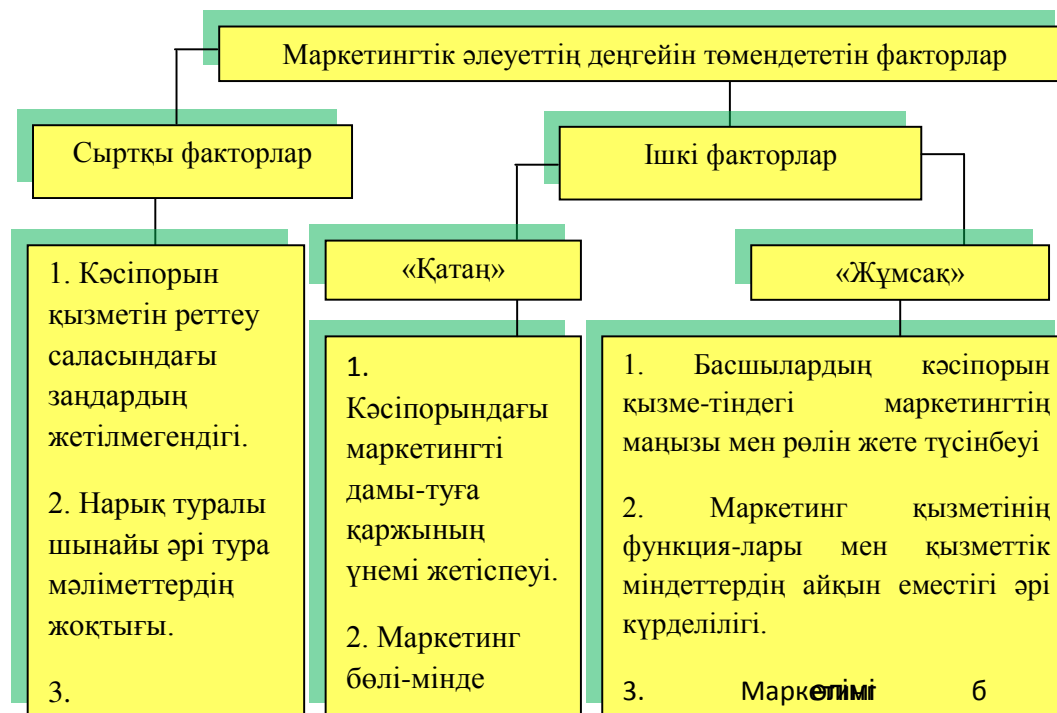 Маркетингтік әлеуеттің деңгейін төмендететін факторлар
Сыртқы факторлар
Ішкі факторлар
1. Кәсіпорын
қызметін реттеу
саласындағы
заңдардың
жетілмегендігі.
2. Нарық туралы
шынайы әрі тура
мәліметтердің
жоқтығы.
3.
«Қатаң»
1.
Кәсіпорындағы
маркетингті
дамы-туға
қаржының
үнемі жетіспеуі.
2. Маркетинг
бөлі-мінде
«Жұмсақ»
1. Басшылардың кәсіпорын
қызме-тіндегі маркетингтің
маңызы мен рөлін жете түсінбеуі
2. Маркетинг қызметінің
функция-лары мен қызметтік
міндеттердің айқын еместігі әрі
күрделілігі.
3. б